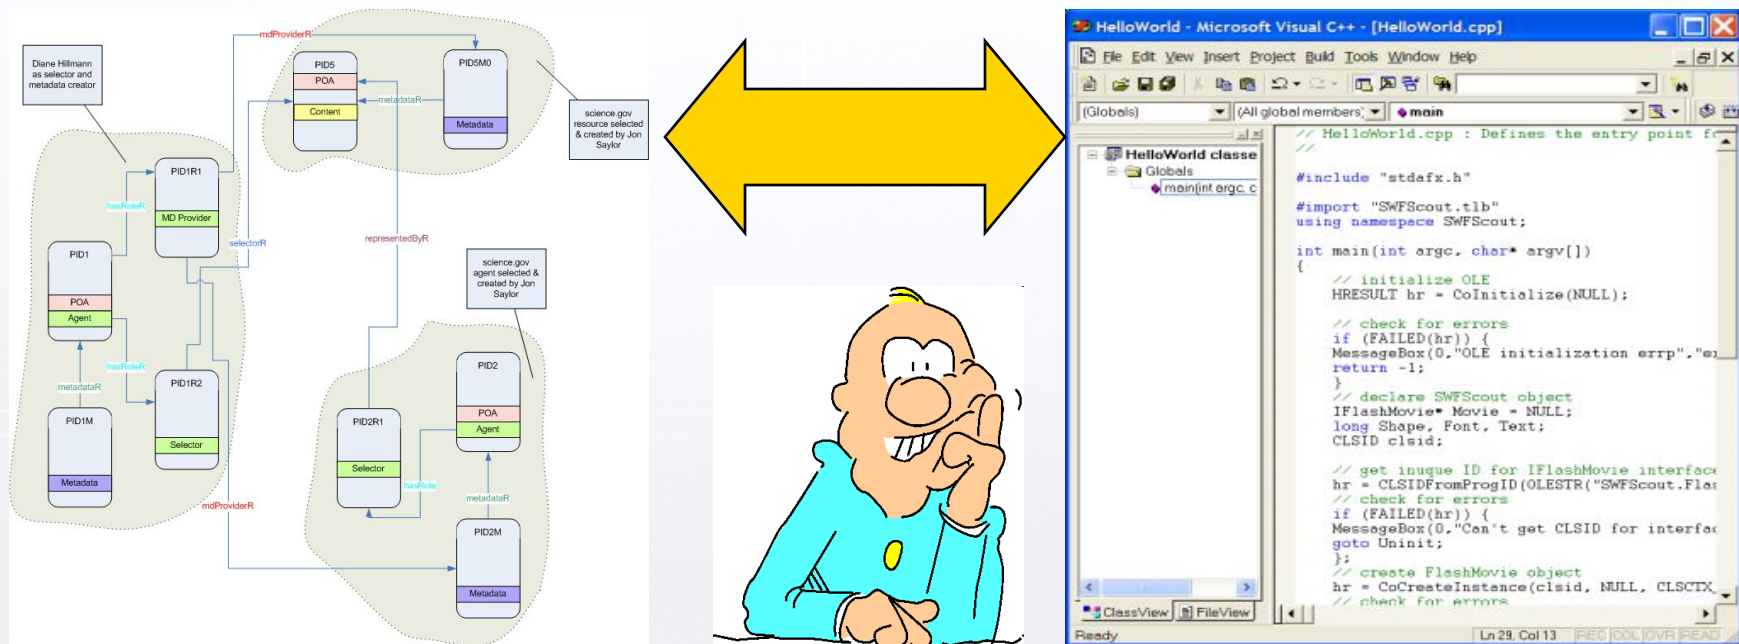 Diane Hillmann
as selector and
metadata creator
mdProviderR
PID5
POA
Content
metadataR
PID5M0
Metadata
science.gov
resource selected
& created by Jon
Saylor
PID1R1
MD Provider
hasRoleR
selectorR
representedByR
PID1
POA
Agent
hasRoleR
metadataR
PID1R2
Selector
PID1M
Metadata
mdProviderR
science.gov
agent selected &
created by Jon
Saylor
PID2
POA
Agent
PID2R1
Selector
hasRole
metadataR
PID2M
Metadata
HelloWorld - Microsoft Visual C++ - [HelloWorld.cpp]
File Edit View Insert Project Build Tools Window Help
(Globals) (All global members; main
HelloWorld classe
Globals
main(int argc, c
// HelloWorld.cpp : Defines the entry point fo
//
#include "stdafx.h"
#import "SWFScout.tlb"
using namespace SWFScout;
int main(int argc, char* argv[])
{
// initialize OLE
HRESULT hr = CoInitialize(NULL);
// check for errors
if (FAILED(hr)) {
MessageBox(0,"OLE initialization errp","er
return -1;
}
// declare SWFScout object
IFlashMovie* Movie = NULL;
long Shape, Font, Text;
CLSID clsid;
// get inuque ID for IFlashMovie interface
hr = CLSIDFromProgID(OLESTR("SWFScout.Flas
// check for errors
if (FAILED(hr)) {
MessageBox(0,"Can't get CLSID for interfac
goto Uninit;
};
// create FlashMovie object
hr = CoCreateInstance(clsid, NULL, CLSCTX_
// check for errors
ClassView FileView
Ready
Ln 29, Col 13 REC COL OVR READ